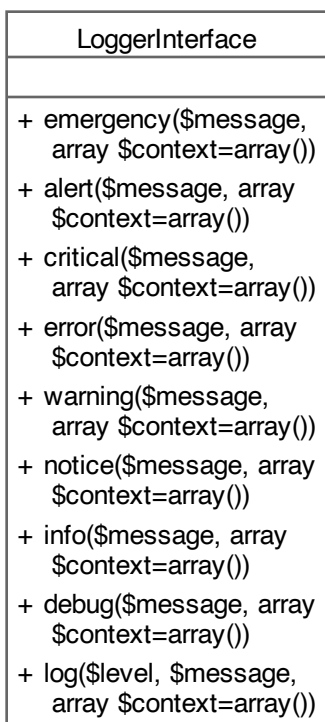 LoggerInterface
+ emergency($message,
array $context=array())
+ alert($message, array
$context=array())
+ critical($message,
array $context=array())
+ error($message, array
$context=array())
+ warning($message,
array $context=array())
+ notice($message, array
$context=array())
+ info($message, array
$context=array())
+ debug($message, array
$context=array())
+ log($level, $message,
array $context=array())